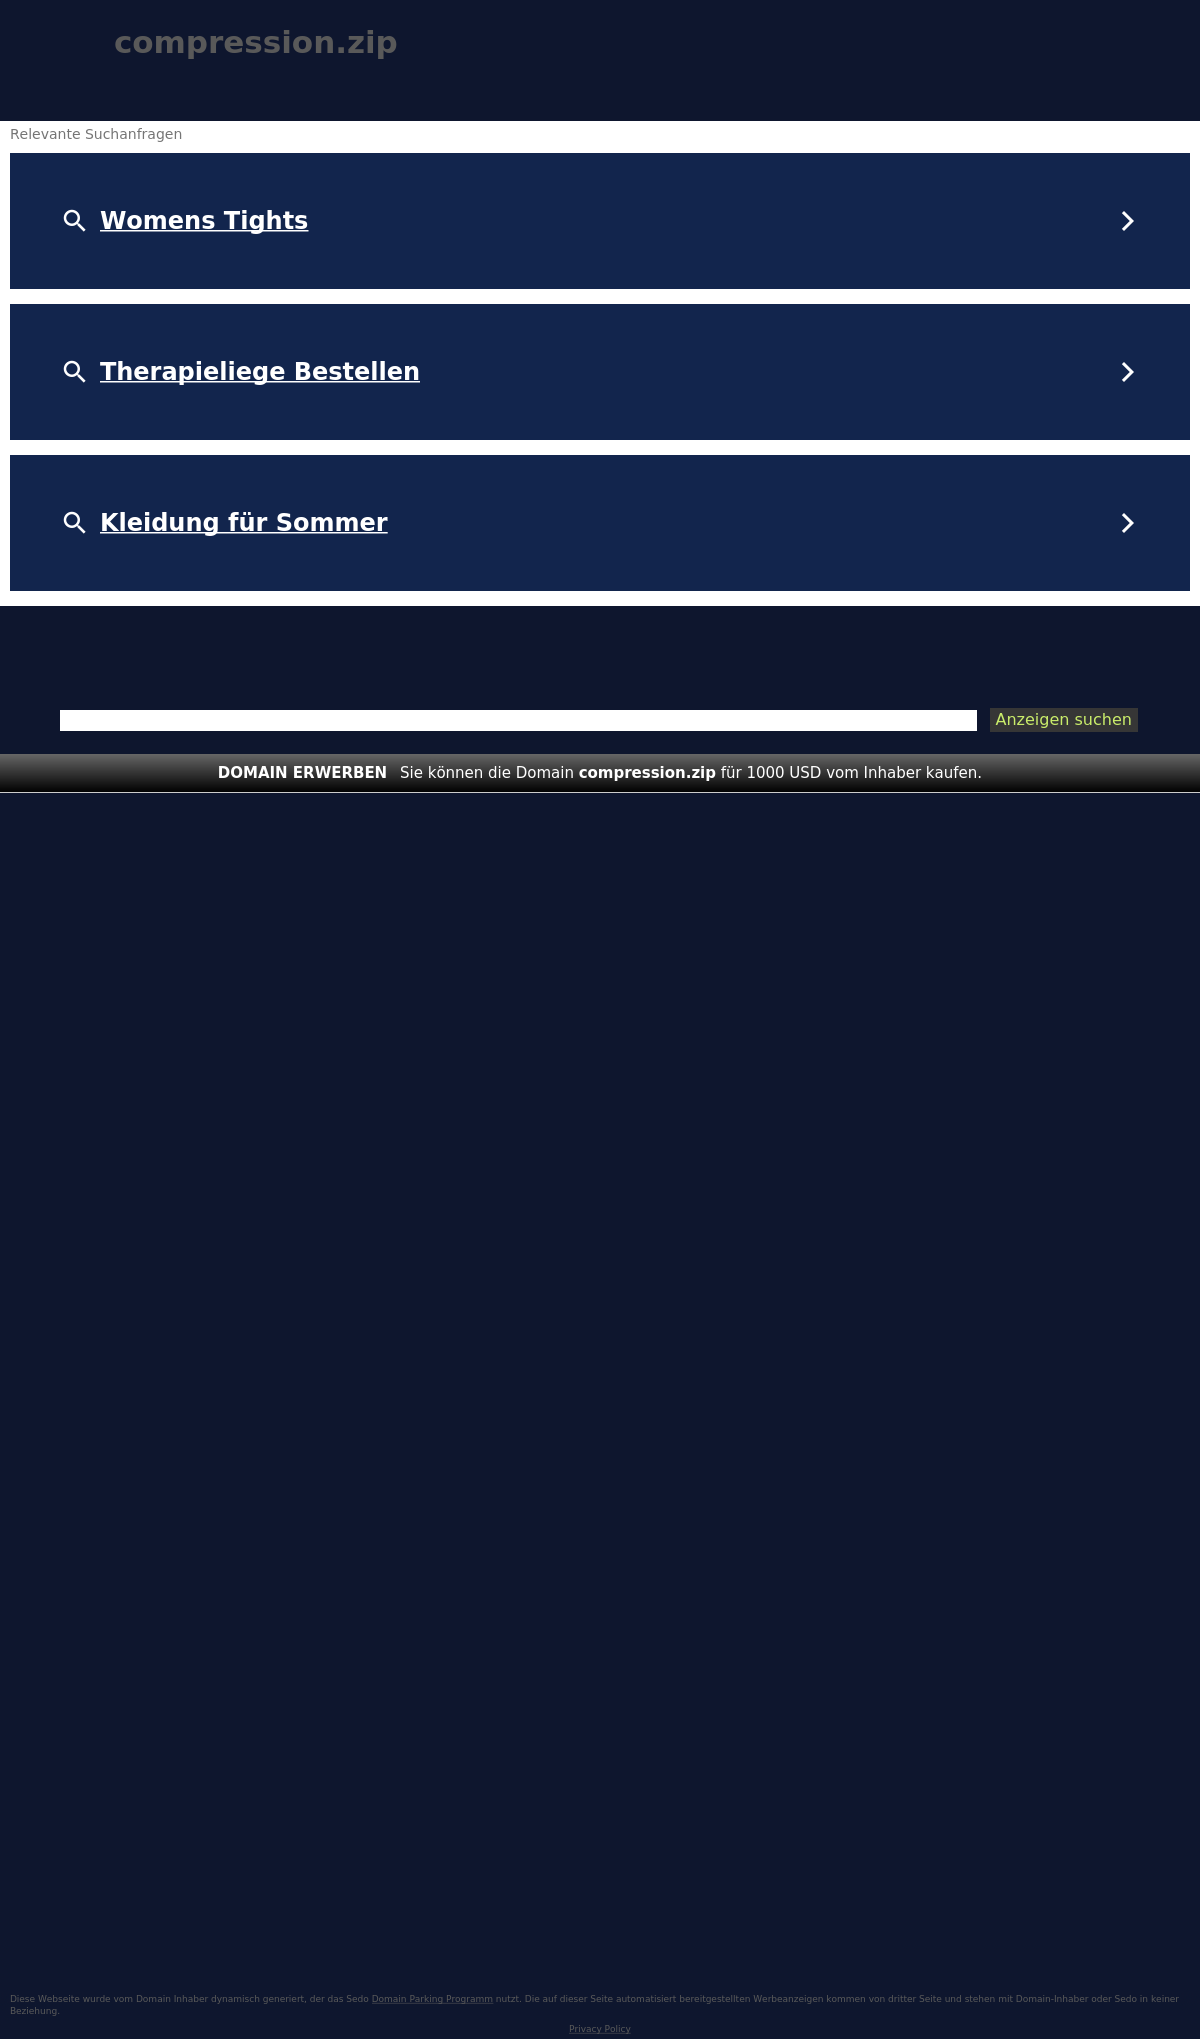 compression.zip
Relevante Suchanfragen
Womens Tights
Therapieliege Bestellen
Kleidung für Sommer
Anzeigen suchen
DOMAIN ERWERBEN Sie können die Domain compression.zip für 1000 USD vom Inhaber kaufen.
Diese Webseite wurde vom Domain Inhaber dynamisch generiert, der das Sedo Domain Parking Programm nutzt. Die auf dieser Seite automatisiert bereitgestellten Werbeanzeigen kommen von dritter Seite und stehen mit Domain-Inhaber oder Sedo in keiner
Beziehung.
Privacy Policy